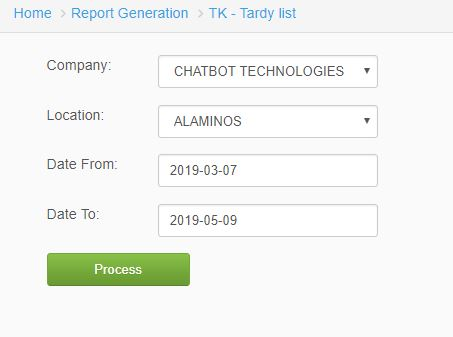 Home > Report Generation > TK - Tardy list
Company: CHATBOT TECHNOLOGIES
Location: ALAMINOS
Date From: 2019-03-07
Date To: 2019-05-09
Process